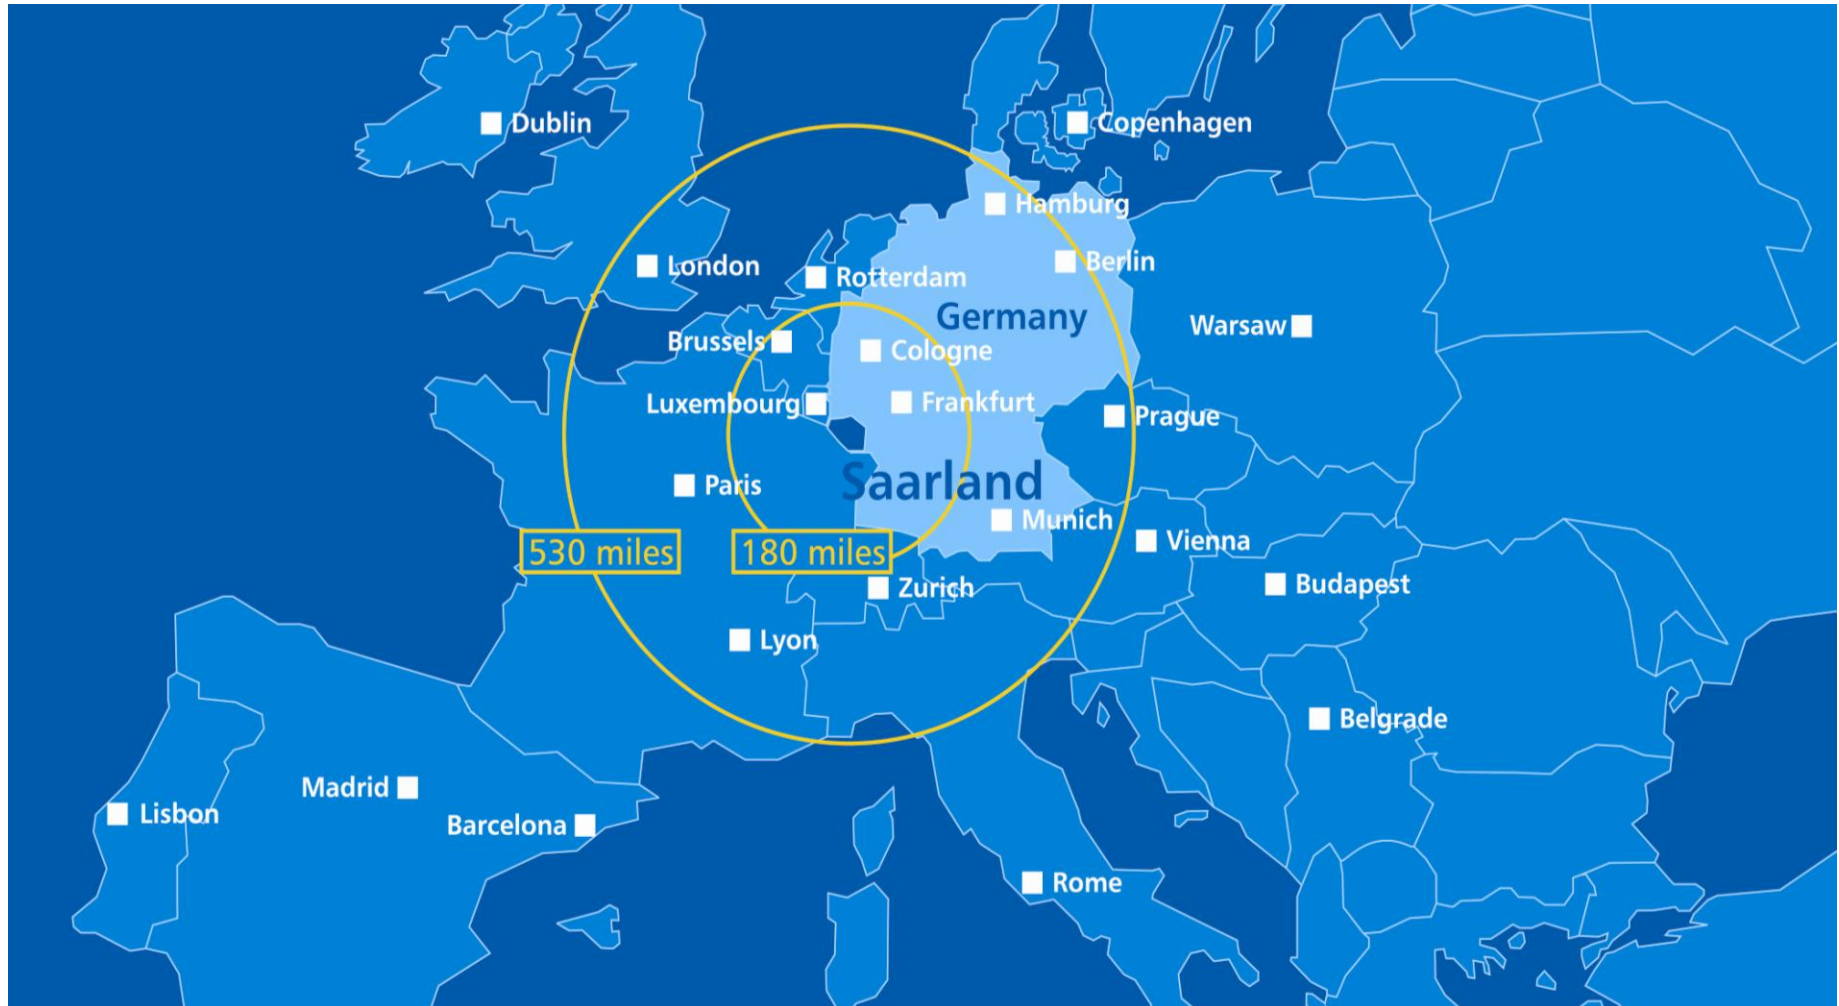 Dublin
Copenhagen
Hamburg
London
Rotterdam
Berlin
Germany
Warsaw
Brussels
Cologne
Luxembourg
Frankfurt
Prague
Saarland
Paris
Munich
Vienna
530 miles
180 miles
Zurich
Budapest
Lyon
Belgrade
Madrid
Lisbon
Barcelona
Rome